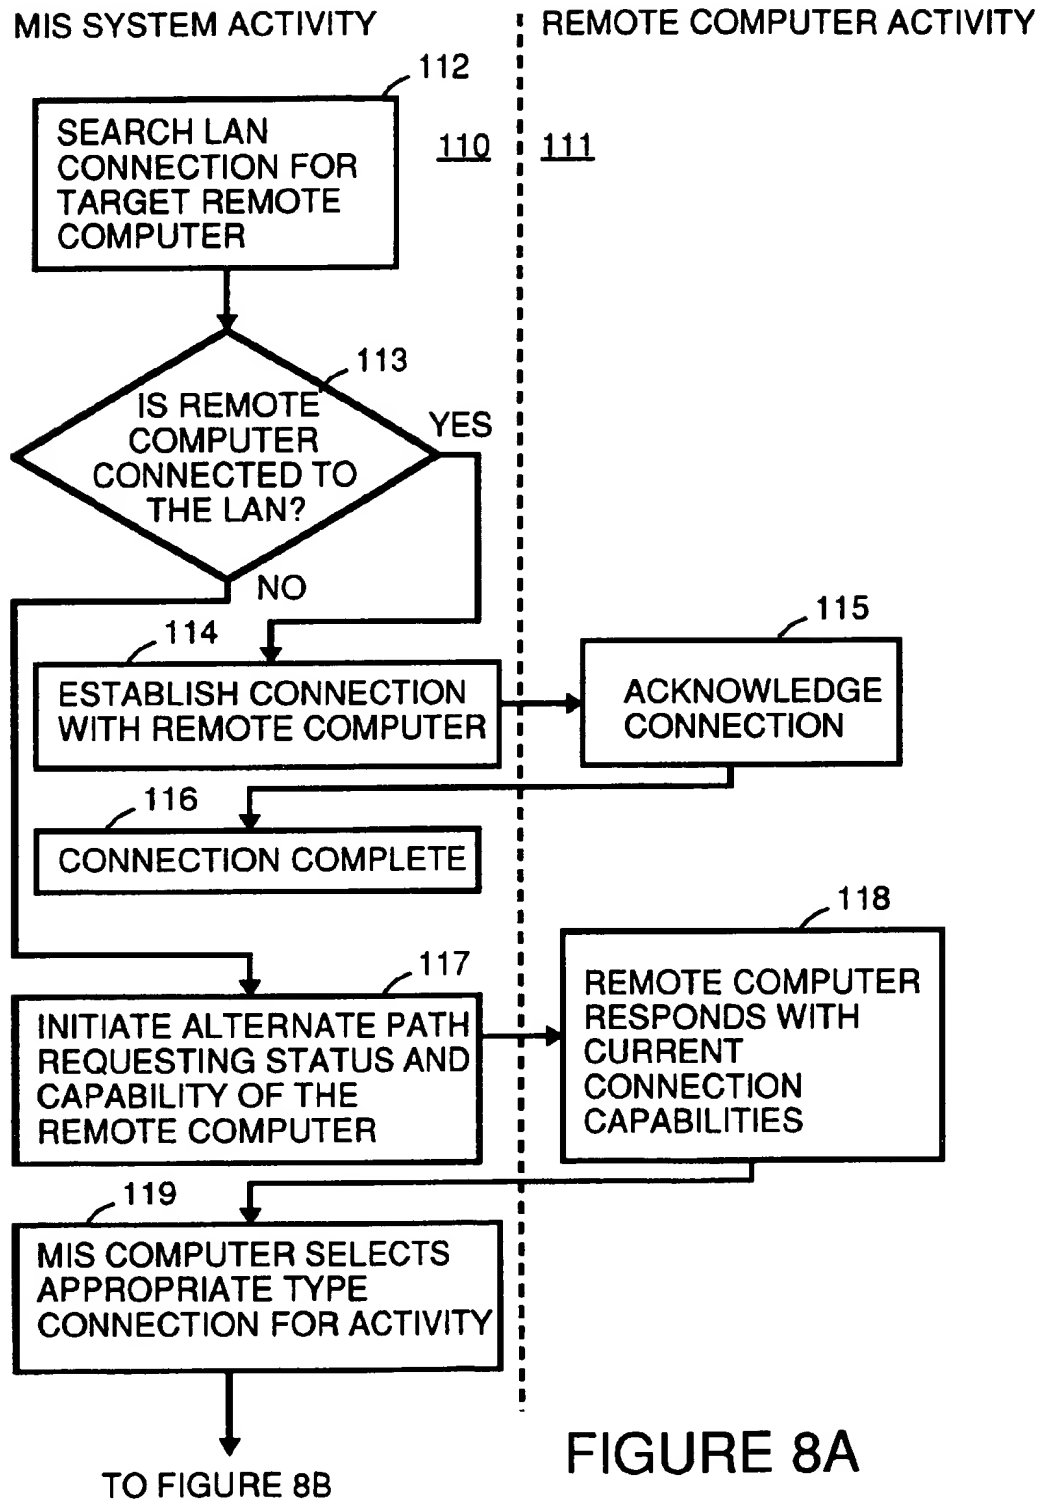 MIS SYSTEM ACTIVITY
REMOTE COMPUTER ACTIVITY
112
110
111
SEARCH LAN
CONNECTION FOR
TARGET REMOTE
COMPUTER
113
IS REMOTE
COMPUTER
CONNECTED TO
THE LAN?
YES
NO
114
ESTABLISH CONNECTION
WITH REMOTE COMPUTER
115
ACKNOWLEDGE
CONNECTION
116
CONNECTION COMPLETE
117
INITIATE ALTERNATE PATH
REQUESTING STATUS AND
CAPABILITY OF THE
REMOTE COMPUTER
118
REMOTE COMPUTER
RESPONDS WITH
CURRENT
CONNECTION
CAPABILITIES
119
MIS COMPUTER SELECTS
APPROPRIATE TYPE
CONNECTION FOR ACTIVITY
TO FIGURE 8B
FIGURE 8A